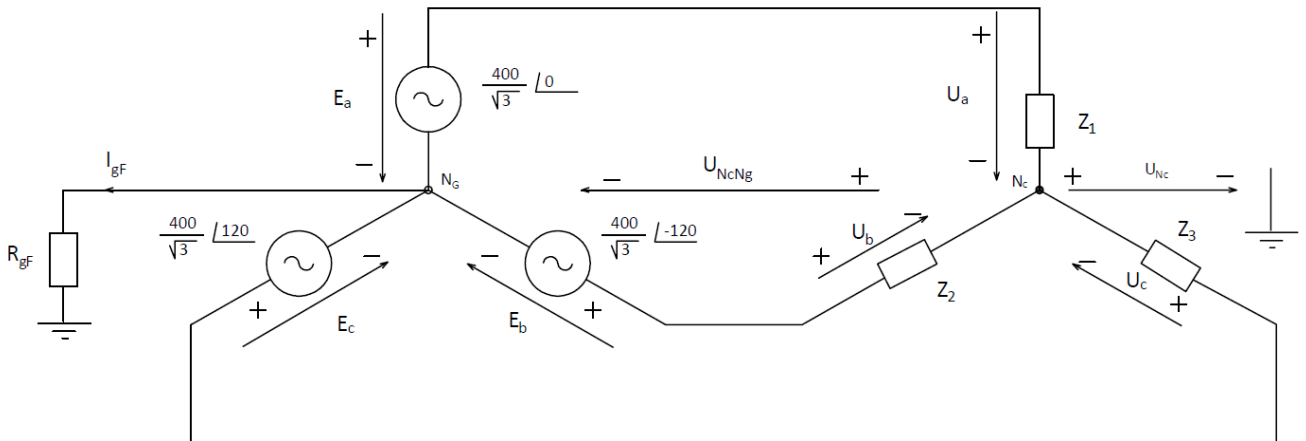 +
+
E_a
400
√3
∠0
U_a
Z_1
−
−
I_gF
N_G
U_NcNg
−
+
N_c
+
U_Nc
−
400
√3
∠120
400
√3
∠-120
R_gF
−
−
−
U_b
+
Z_3
Z_2
−
U_c
+
+
E_c
E_b
+